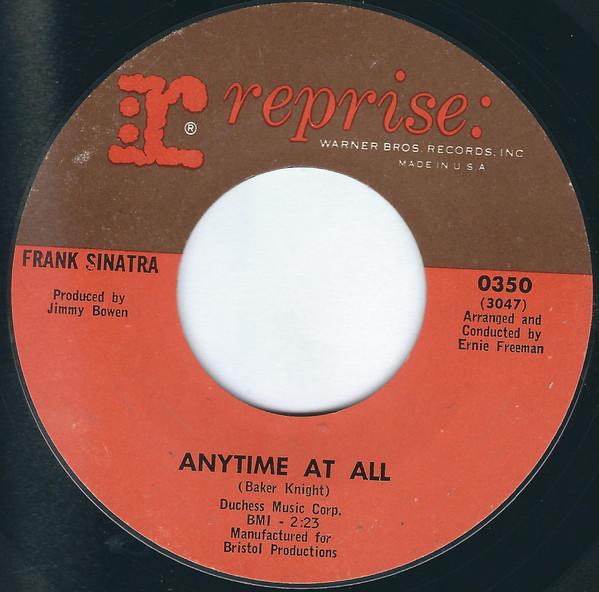 r® reprise:
WARNER BROS. RECORDS, INC
MADE IN U S A
FRANK SINATRA
Produced by
Jimmy Bowen
0350
(3047)
Arranged and
Conducted by
Ernie Freeman
ANYTIME AT ALL
(Baker Knight)
Duchess Music Corp.
BMI - 2:23
Manufactured for
Bristol Productions